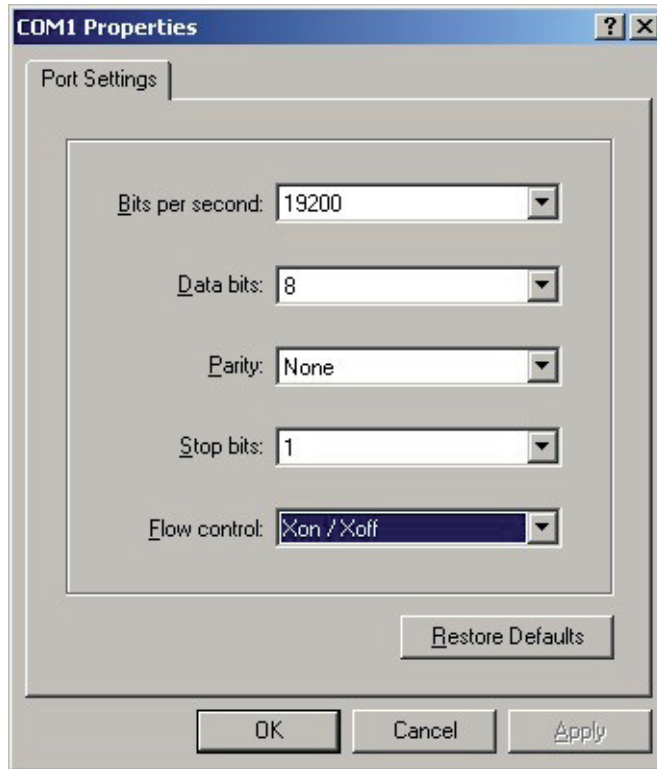 COM1 Properties
Port Settings
Bits per second: 19200
Data bits: 8
Parity: None
Stop bits: 1
Flow control: Xon / Xoff
Restore Defaults
OK Cancel Apply